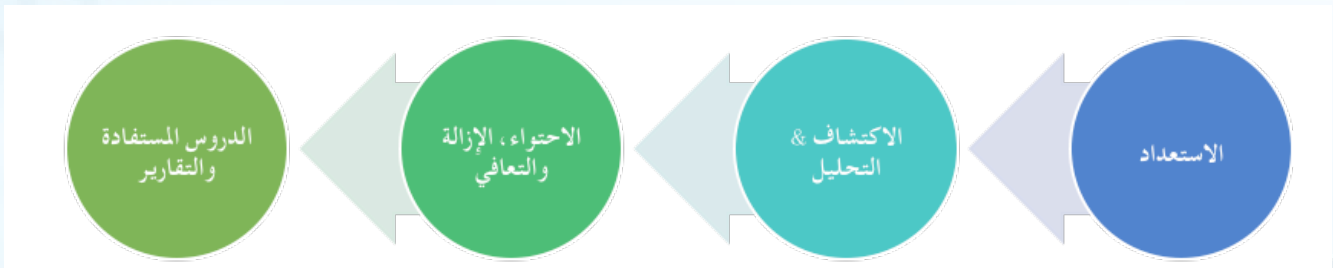 الاستعداد
الاكتشاف &
التحليل
الاحتواء، الإزالة
والتعافي
الدروس المستفادة
والتقارير